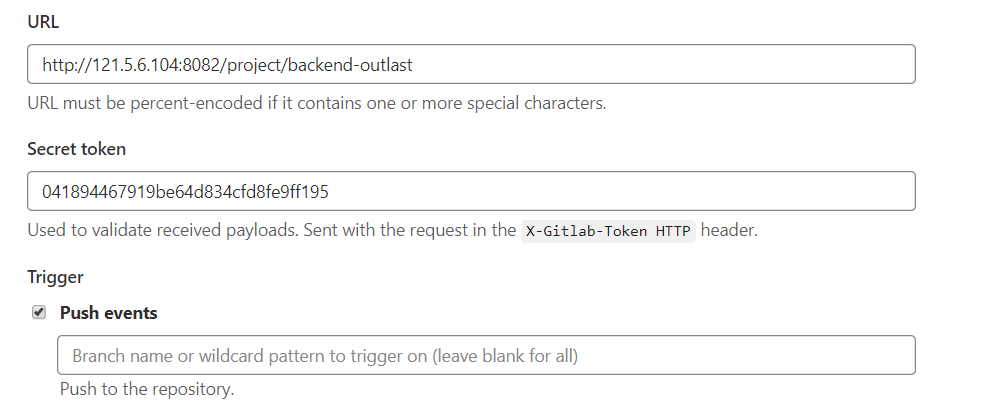 URL
http://121.5.6.104:8082/project/backend-outlast
URL must be percent-encoded if it contains one or more special characters.
Secret token
041894467919be64d834cfd8fe9ff195
Used to validate received payloads. Sent with the request in the X-Gitlab-Token HTTP header.
Trigger
Push events
Branch name or wildcard pattern to trigger on (leave blank for all)
Push to the repository.